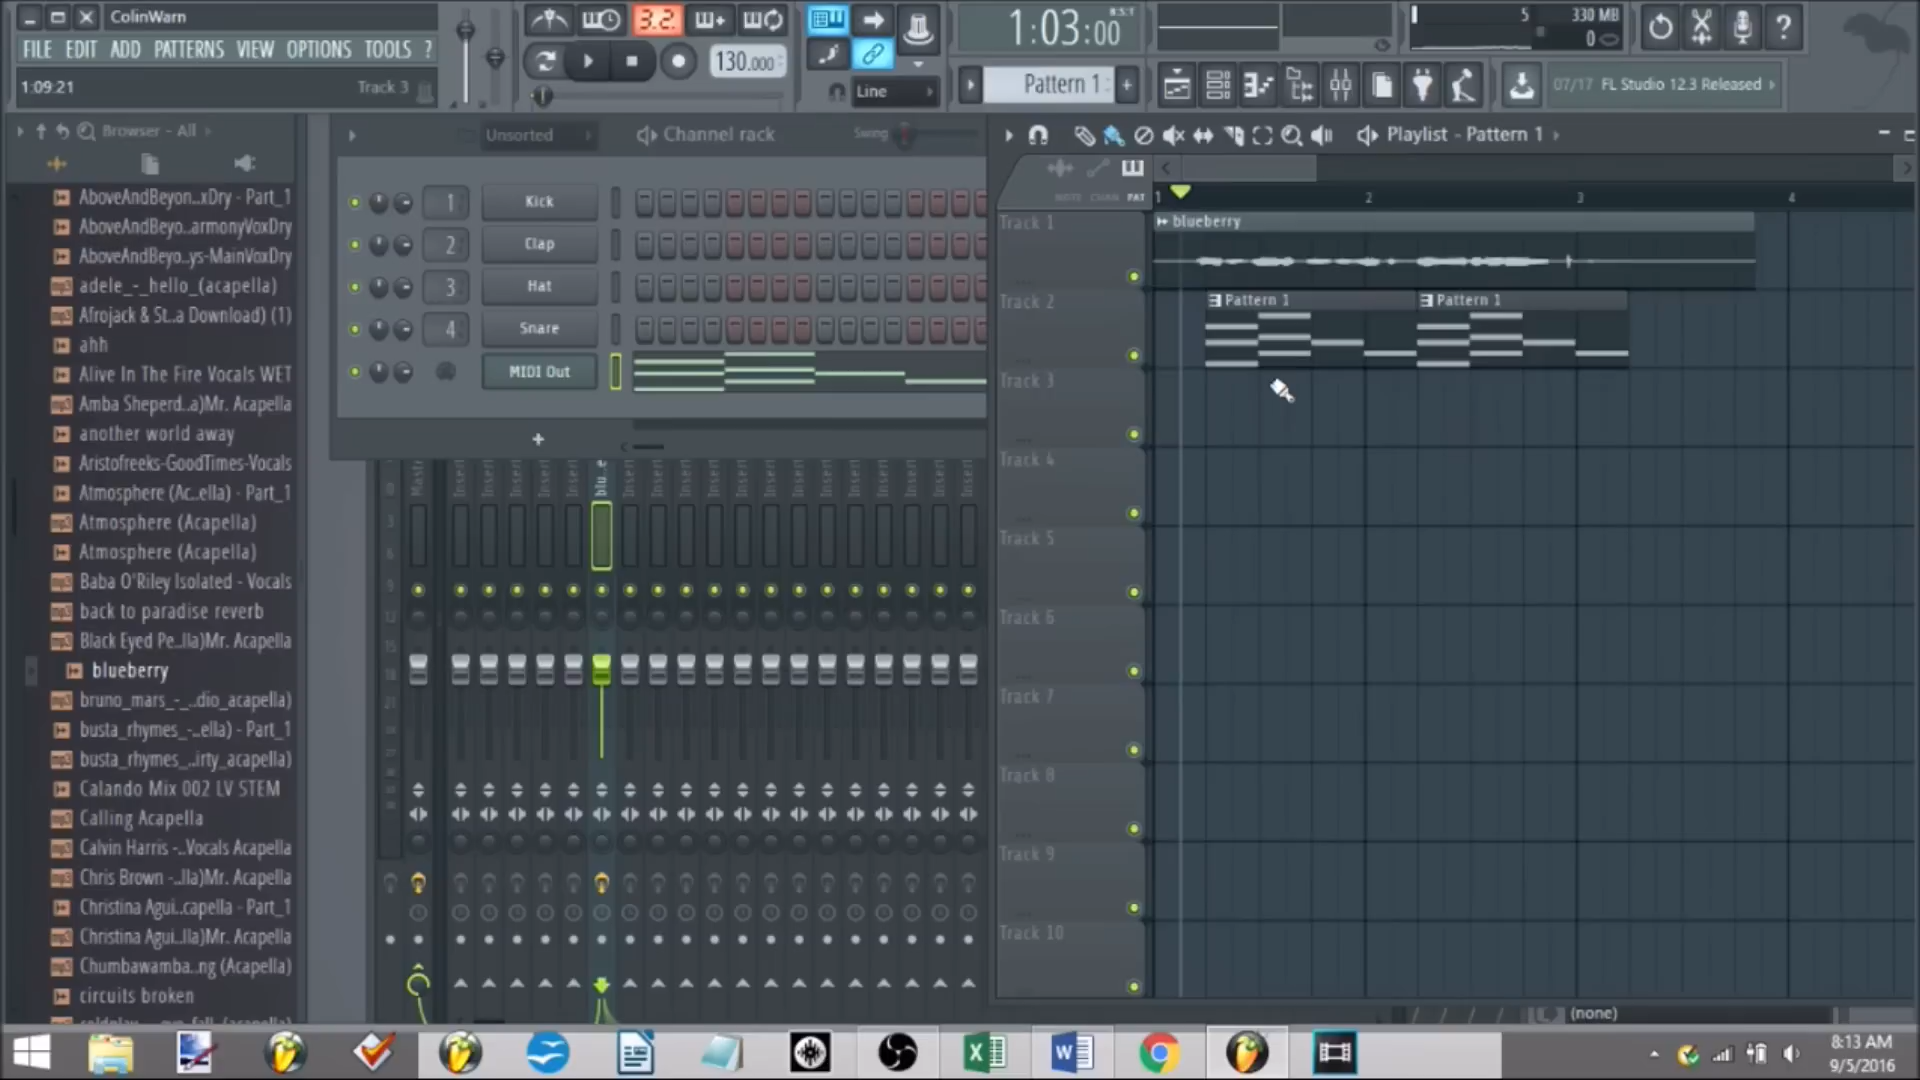 ColinWarn
FILE EDIT ADD PATTERNS VIEW OPTIONS TOOLS ?
1:09:21 Track 3
3.2.
130.000
Line
1:03:00
B:S:T
Pattern 1
5 330 MB
0
07/17 FL Studio 12.3 Released
Browser - All
AboveAndBeyon..xDry - Part_1
AboveAndBeyo..armonyVoxDry
AboveAndBeyo..ys-MainVoxDry
adele_-_hello_(acapella)
Afrojack & St..a Download) (1)
ahh
Alive In The Fire Vocals WET
Amba Sheperd..a)Mr. Acapella
another world away
Aristofreeks-GoodTimes-Vocals
Atmosphere (Ac..ella) - Part_1
Atmosphere (Acapella)
Atmosphere (Acapella)
Baba O'Riley Isolated - Vocals
back to paradise reverb
Black Eyed Pe..lla)Mr. Acapella
blueberry
bruno_mars_-_..dio_acapella)
busta_rhymes_-..ella) - Part_1
busta_rhymes_..irty_acapella)
Calando Mix 002 LV STEM
Calling Acapella
Calvin Harris -..Vocals Acapella
Chris Brown -..lla)Mr. Acapella
Christina Agui..capella - Part_1
Christina Agui..lla)Mr. Acapella
Chumbawamba..ng (Acapella)
circuits broken
Unsorted Channel rack Swing
1 Kick
2 Clap
3 Hat
4 Snare
MIDI Out
+
Playlist - Pattern 1
NOTE CHAN PAT
1 2 3 4
Track 1
blueberry
Track 2
Pattern 1 Pattern 1
Track 3
Track 4
Track 5
Track 6
Track 7
Track 8
Track 9
Track 10
(none)
8:13 AM
9/5/2016